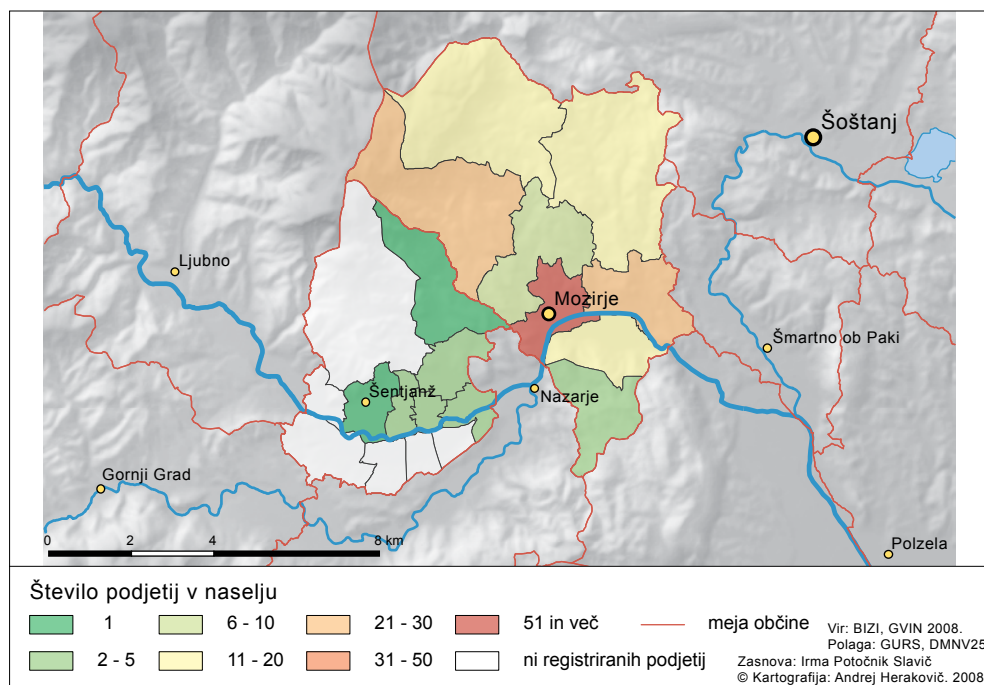 Šoštanj
Ljubno
Mozirje
Šmartno ob Paki
Šentjanž
Nazarje
Gornji Grad
0 2 4 8 km
Polzela
Število podjetij v naselju
1 6 - 10 21 - 30 51 in več meja občine
2 - 5 11 - 20 31 - 50 ni registriranih podjetij
Vir: BIZI, GVIN 2008.
Polaga: GURS, DMNV25
Zasnova: Irma Potočnik Slavič
© Kartografija: Andrej Herakovič. 2008